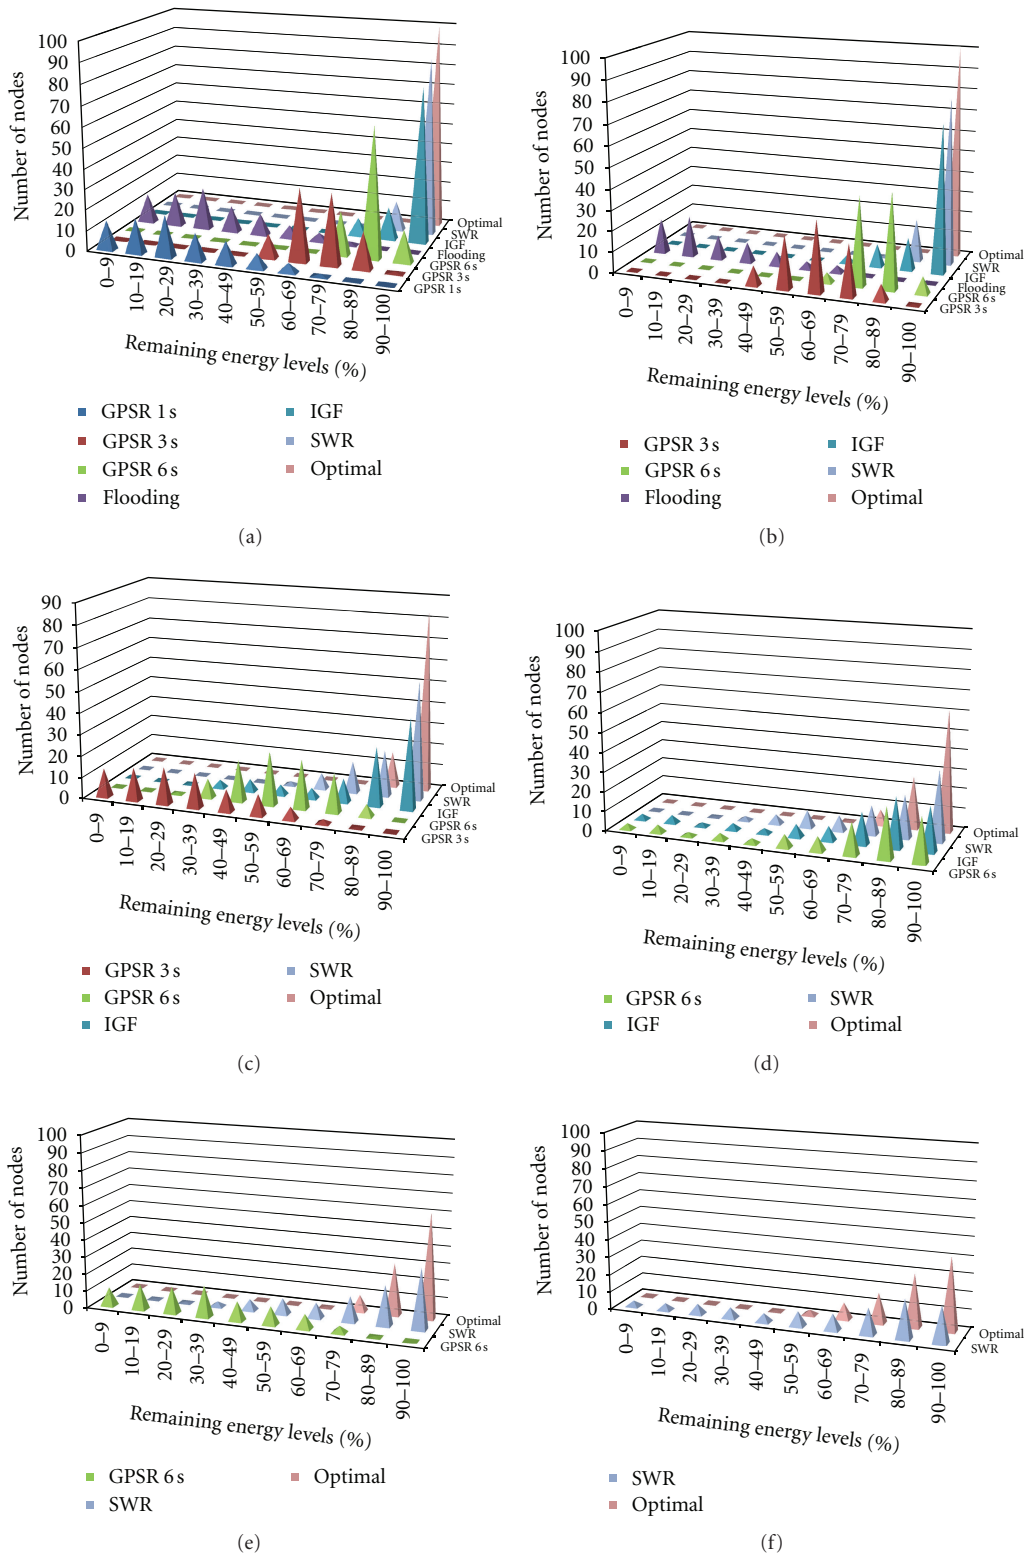 Number of nodes
100
90
80
70
60
50
40
30
20
10
0
0–9
10–19
20–29
30–39
40–49
50–59
60–69
70–79
80–89
90–100
Optimal
SWR
IGF
Flooding
GPSR 6 s
GPSR 3 s
GPSR 1 s
Remaining energy levels (%)
GPSR 1 s
GPSR 3 s
GPSR 6 s
Flooding
IGF
SWR
Optimal
(a)
Number of nodes
100
90
80
70
60
50
40
30
20
10
0
0–9
10–19
20–29
30–39
40–49
50–59
60–69
70–79
80–89
90–100
Optimal
SWR
IGF
Flooding
GPSR 6 s
GPSR 3 s
Remaining energy levels (%)
GPSR 3 s
GPSR 6 s
Flooding
IGF
SWR
Optimal
(b)
Number of nodes
90
80
70
60
50
40
30
20
10
0
0–9
10–19
20–29
30–39
40–49
50–59
60–69
70–79
80–89
90–100
Optimal
SWR
IGF
GPSR 6 s
GPSR 3 s
Remaining energy levels (%)
GPSR 3 s
GPSR 6 s
IGF
SWR
Optimal
(c)
Number of nodes
100
90
80
70
60
50
40
30
20
10
0
0–9
10–19
20–29
30–39
40–49
50–59
60–69
70–79
80–89
90–100
Optimal
SWR
IGF
GPSR 6 s
Remaining energy levels (%)
GPSR 6 s
IGF
SWR
Optimal
(d)
Number of nodes
100
90
80
70
60
50
40
30
20
10
0
0–9
10–19
20–29
30–39
40–49
50–59
60–69
70–79
80–89
90–100
Optimal
SWR
GPSR 6 s
Remaining energy levels (%)
GPSR 6 s
SWR
Optimal
(e)
Number of nodes
100
90
80
70
60
50
40
30
20
10
0
0–9
10–19
20–29
30–39
40–49
50–59
60–69
70–79
80–89
90–100
Optimal
SWR
Remaining energy levels (%)
SWR
Optimal
(f)